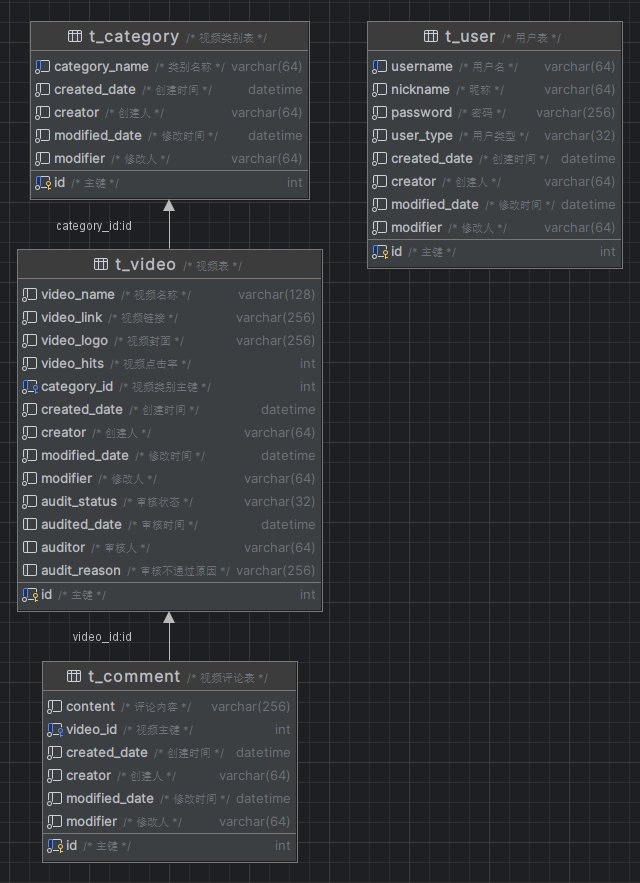 t_category /* 视频类别表 */
category_name /* 类别名称 */ varchar(64)
created_date /* 创建时间 */ datetime
creator /* 创建人 */ varchar(64)
modified_date /* 修改时间 */ datetime
modifier /* 修改人 */ varchar(64)
id /* 主键 */ int
category_id:id
t_video /* 视频表 */
video_name /* 视频名称 */ varchar(128)
video_link /* 视频链接 */ varchar(256)
video_logo /* 视频封面 */ varchar(256)
video_hits /* 视频点击率 */ int
category_id /* 视频类别主键 */ int
created_date /* 创建时间 */ datetime
creator /* 创建人 */ varchar(64)
modified_date /* 修改时间 */ datetime
modifier /* 修改人 */ varchar(64)
audit_status /* 审核状态 */ varchar(32)
audited_date /* 审核时间 */ datetime
auditor /* 审核人 */ varchar(64)
audit_reason /* 审核不通过原因 */ varchar(256)
id /* 主键 */ int
video_id:id
t_comment /* 视频评论表 */
content /* 评论内容 */ varchar(256)
video_id /* 视频主键 */ int
created_date /* 创建时间 */ datetime
creator /* 创建人 */ varchar(64)
modified_date /* 修改时间 */ datetime
modifier /* 修改人 */ varchar(64)
id /* 主键 */ int
t_user /* 用户表 */
username /* 用户名 */ varchar(64)
nickname /* 昵称 */ varchar(64)
password /* 密码 */ varchar(256)
user_type /* 用户类型 */ varchar(32)
created_date /* 创建时间 */ datetime
creator /* 创建人 */ varchar(64)
modified_date /* 修改时间 */ datetime
modifier /* 修改人 */ varchar(64)
id /* 主键 */ int